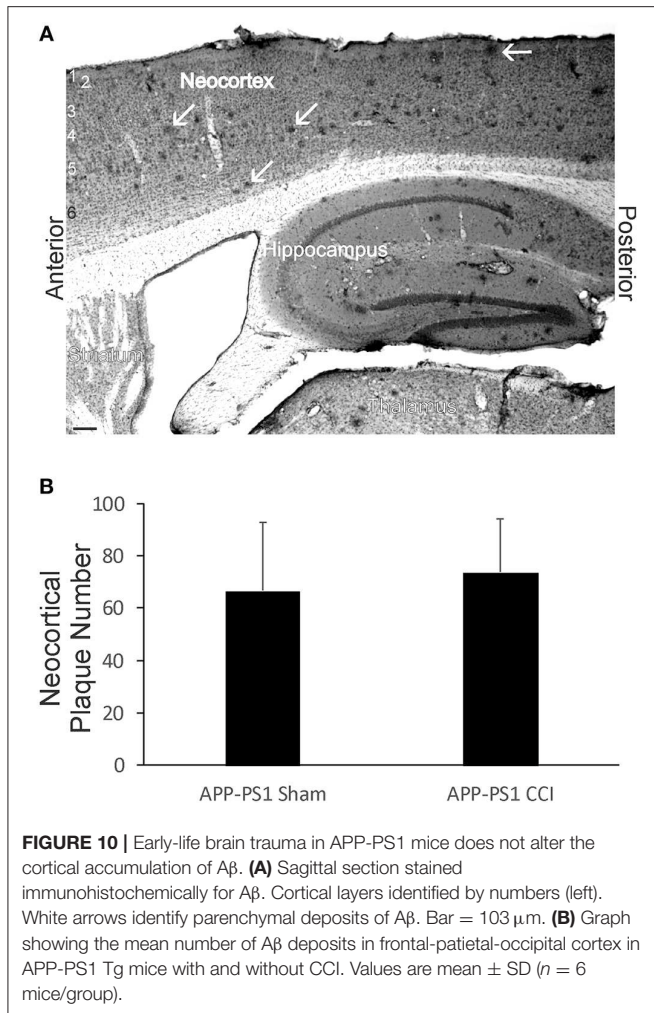 A
1 2
Neocortex
3
4
5
6
Hippocampus
Anterior
Posterior
Striatum
Thalamus
B
100
80
60
40
20
0
Neocortical
Plaque Number
APP-PS1 Sham
APP-PS1 CCI
FIGURE 10 | Early-life brain trauma in APP-PS1 mice does not alter the
cortical accumulation of Aβ. (A) Sagittal section stained
immunohistochemically for Aβ. Cortical layers identified by numbers (left).
White arrows identify parenchymal deposits of Aβ. Bar = 103 μm. (B) Graph
showing the mean number of Aβ deposits in frontal-patietal-occipital cortex in
APP-PS1 Tg mice with and without CCI. Values are mean ± SD (n = 6
mice/group).